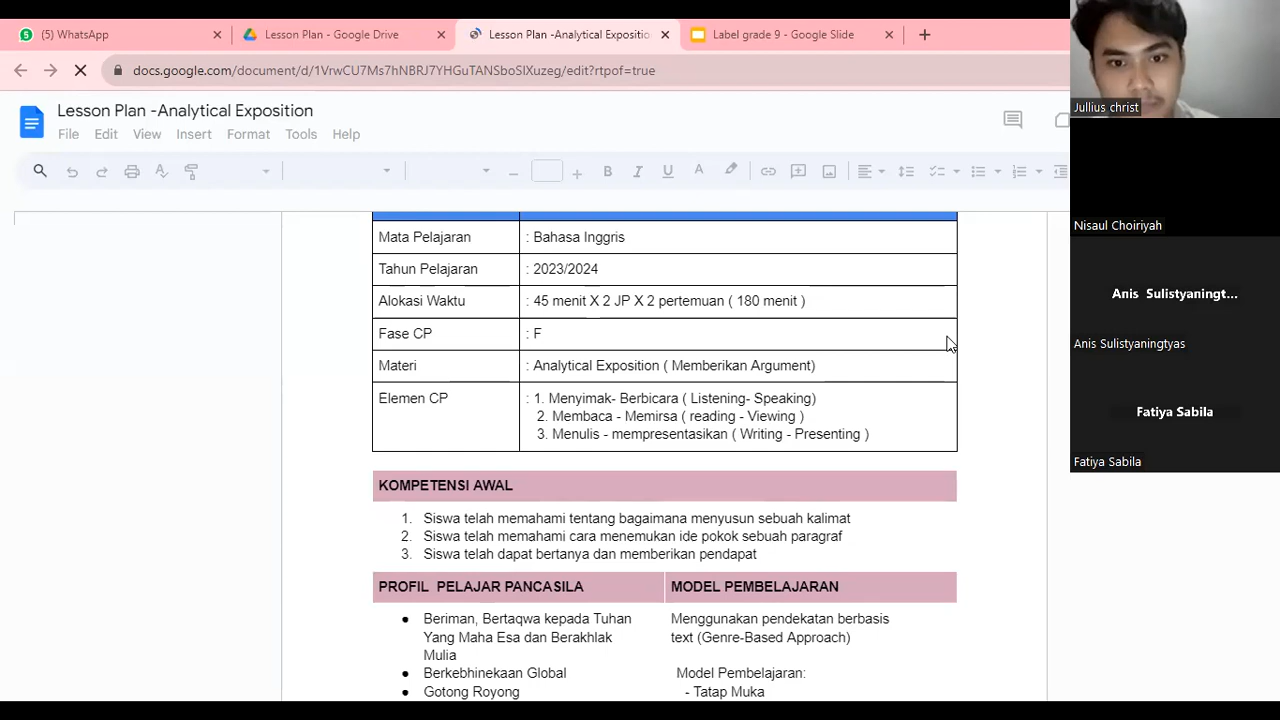 5 (5) WhatsApp
Lesson Plan - Google Drive
Lesson Plan -Analytical Expositio
Label grade 9 - Google Slide
docs.google.com/document/d/1VrwCU7Ms7hNBRJ7YHGuTANSboSlXuzeg/edit?rtpof=true
Lesson Plan -Analytical Exposition
File Edit View Insert Format Tools Help
Mata Pelajaran : Bahasa Inggris
Tahun Pelajaran : 2023/2024
Alokasi Waktu : 45 menit X 2 JP X 2 pertemuan ( 180 menit )
Fase CP : F
Materi : Analytical Exposition ( Memberikan Argument)
Elemen CP : 1. Menyimak- Berbicara ( Listening- Speaking)
2. Membaca - Memirsa ( reading - Viewing )
3. Menulis - mempresentasikan ( Writing - Presenting )
KOMPETENSI AWAL
1. Siswa telah memahami tentang bagaimana menyusun sebuah kalimat
2. Siswa telah memahami cara menemukan ide pokok sebuah paragraf
3. Siswa telah dapat bertanya dan memberikan pendapat
PROFIL PELAJAR PANCASILA
● Beriman, Bertaqwa kepada Tuhan
Yang Maha Esa dan Berakhlak
Mulia
● Berkebhinekaan Global
● Gotong Royong
MODEL PEMBELAJARAN
Menggunakan pendekatan berbasis
text (Genre-Based Approach)
Model Pembelajaran:
- Tatap Muka
Jullius christ
Nisaul Choiriyah
Anis Sulistyaningt...
Anis Sulistyaningtyas
Fatiya Sabila
Fatiya Sabila